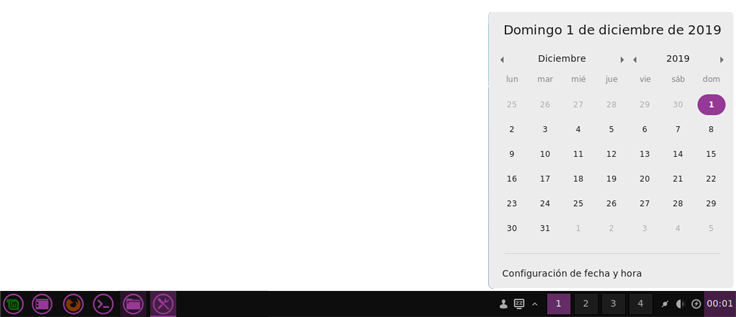 Domingo 1 de diciembre de 2019
Diciembre 2019
lun mar mié jue vie sáb dom
25 26 27 28 29 30 1
2 3 4 5 6 7 8
9 10 11 12 13 14 15
16 17 18 19 20 21 22
23 24 25 26 27 28 29
30 31 1 2 3 4 5
Configuración de fecha y hora
1 2 3 4 00:01